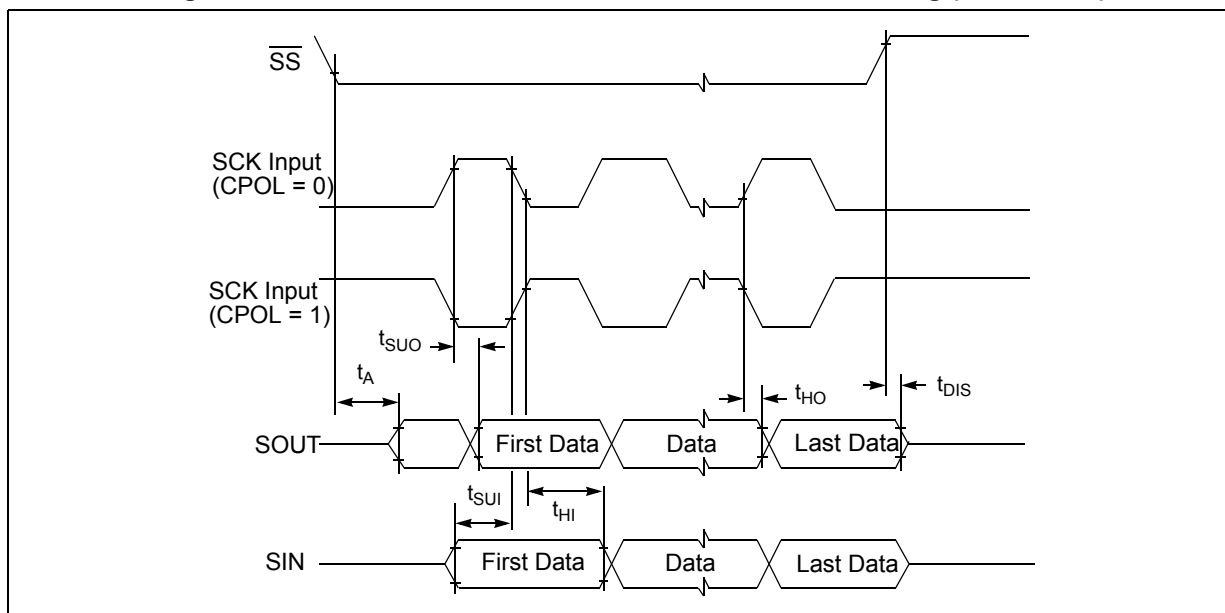 SS
SCK Input
(CPOL = 0)
SCK Input
(CPOL = 1)
tSUO
tA
tHO
tDIS
SOUT
First Data
Data
Last Data
tSUI
tHI
SIN
First Data
Data
Last Data